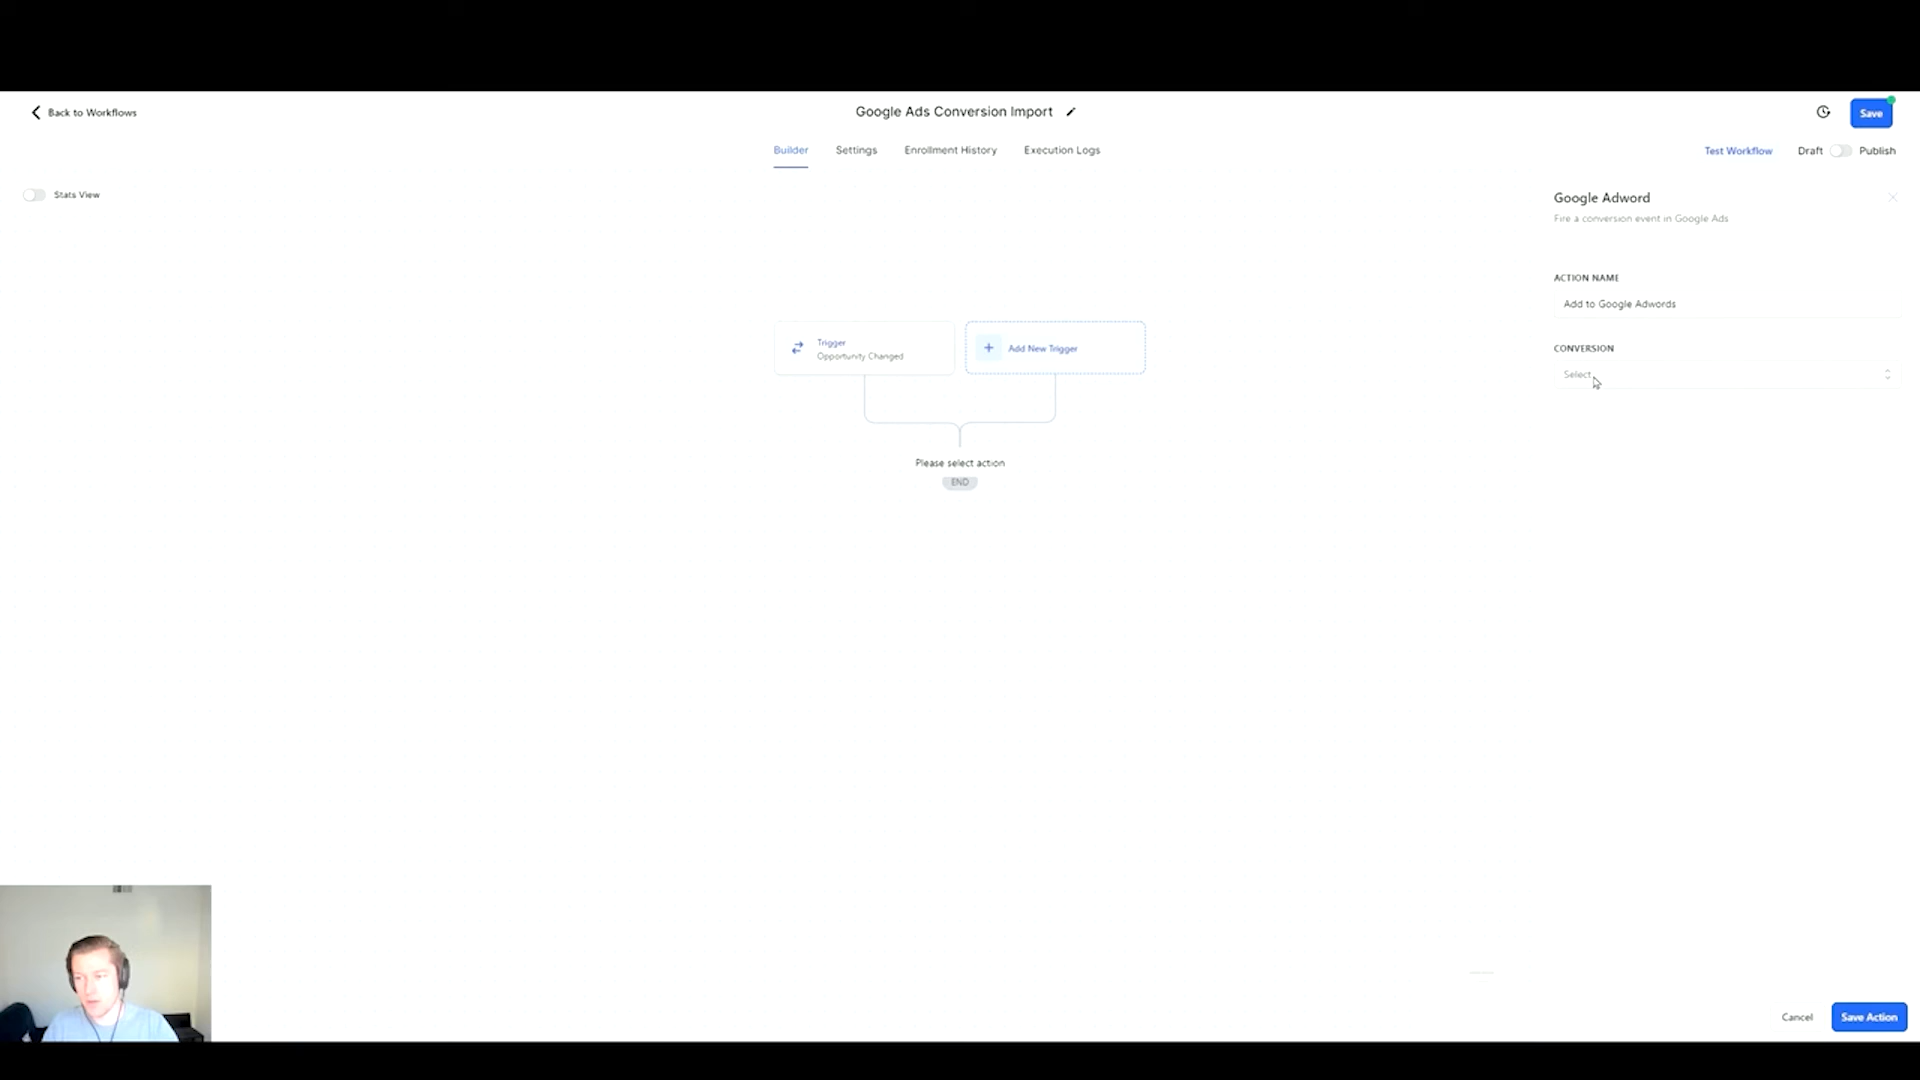 Back to Workflows
Google Ads Conversion Import
Save
Builder
Settings
Enrollment History
Execution Logs
Test Workflow
Draft
Publish
Stats View
Google Adword
Fire a conversion event in Google Ads
ACTION NAME
Add to Google Adwords
CONVERSION
Select
Trigger
Opportunity Changed
Add New Trigger
Please select action
END
Cancel
Save Action